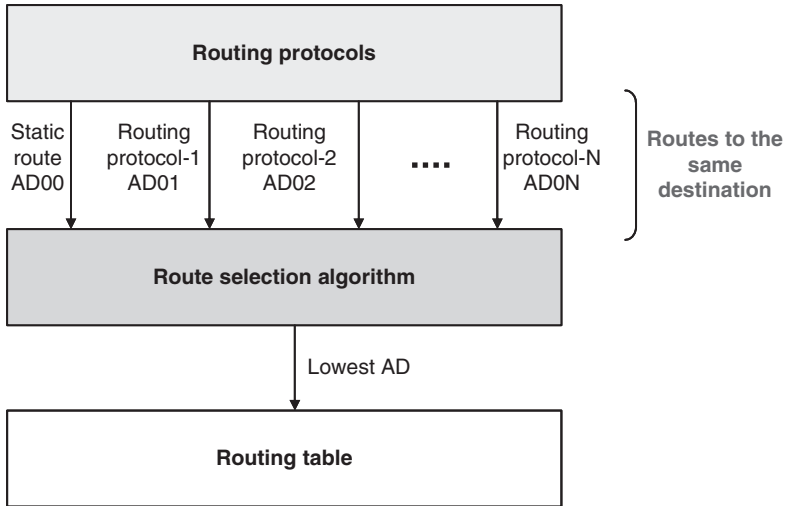 Routing protocols
Static
route
AD00
Routing
protocol-1
AD01
Routing
protocol-2
AD02
....
Routing
protocol-N
AD0N
Routes to the
same
destination
Route selection algorithm
Lowest AD
Routing table